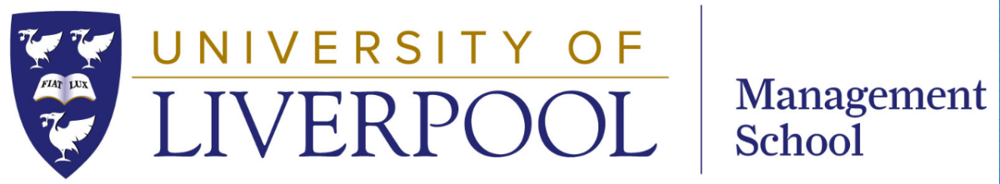 FIAT LUX
UNIVERSITY OF
LIVERPOOL
Management
School